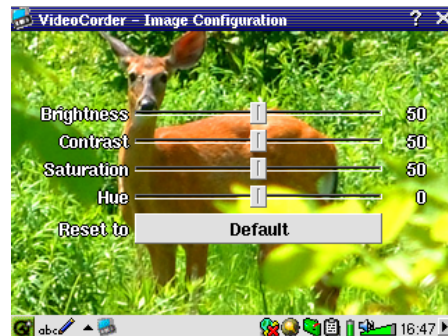 VideoCorder – Image Configuration ? X
Brightness 50
Contrast 50
Saturation 50
Hue 0
Reset to Default
abc 16:47